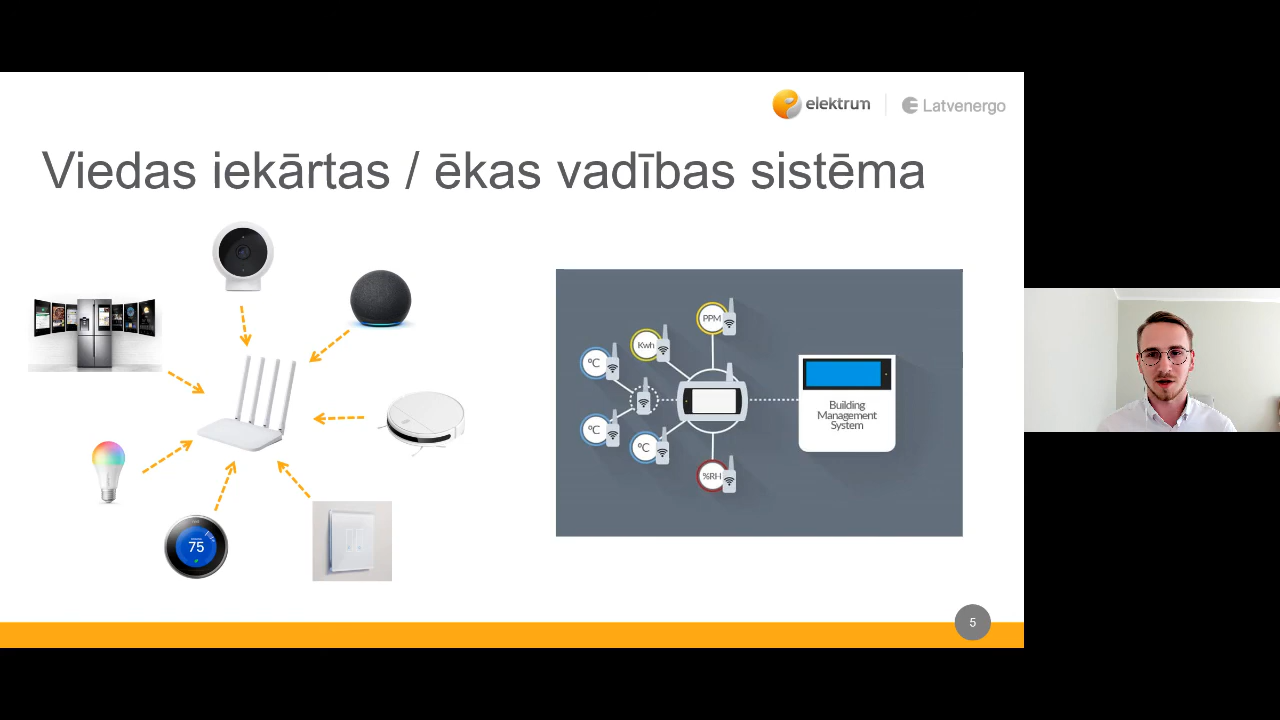 elektrum
Latvenergo
Viedas iekārtas / ēkas vadības sistēma
PPM
Kwh
°C
°C
°C
%RH
Building
Management
System
75
5